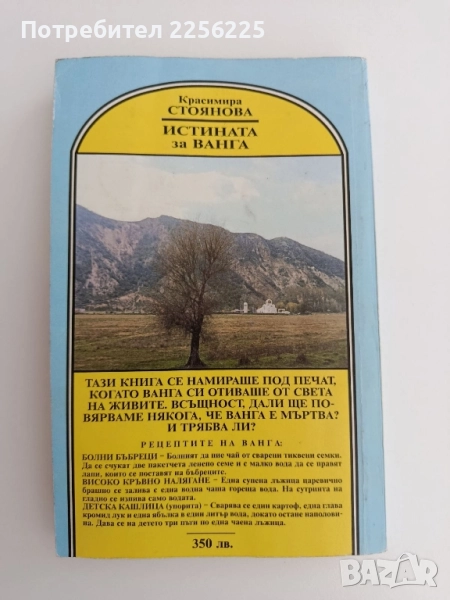 Потребител 2256225
Красимира
СТОЯНОВА
ИСТИНАТА
за ВАНГА
ТАЗИ КНИГА СЕ НАМИРАШЕ ПОД ПЕЧАТ,
КОГАТО ВАНГА СИ ОТИВАШЕ ОТ СВЕТА
НА ЖИВИТЕ. ВСЪЩНОСТ, ДАЛИ ЩЕ ПО-
ВЯРВАМЕ НЯКОГА, ЧЕ ВАНГА Е МЪРТВА?
И ТРЯБВА ЛИ?
РЕЦЕПТИТЕ НА ВАНГА:
БОЛНИ БЪБРЕЦИ – Болният да пие чай от сварени тиквени семки.
Да се счукат две пакетчета ленено семе и с малко вода да се правят
лапи, които се поставят на бъбреците.
ВИСОКО КРЪВНО НАЛЯГАНЕ – Една супена лъжица царевично
брашно се залива с една водна чаша гореща вода. На сутринта на
гладно се изпива само водата.
ДЕТСКА КАШЛИЦА (упорита) – Сварява се един картоф, една глава
кромид лук и една ябълка в един литър вода, докато остане наполови-
на. Дава се на детето три пъти по една чаена лъжица.
350 лв.
BAZAR